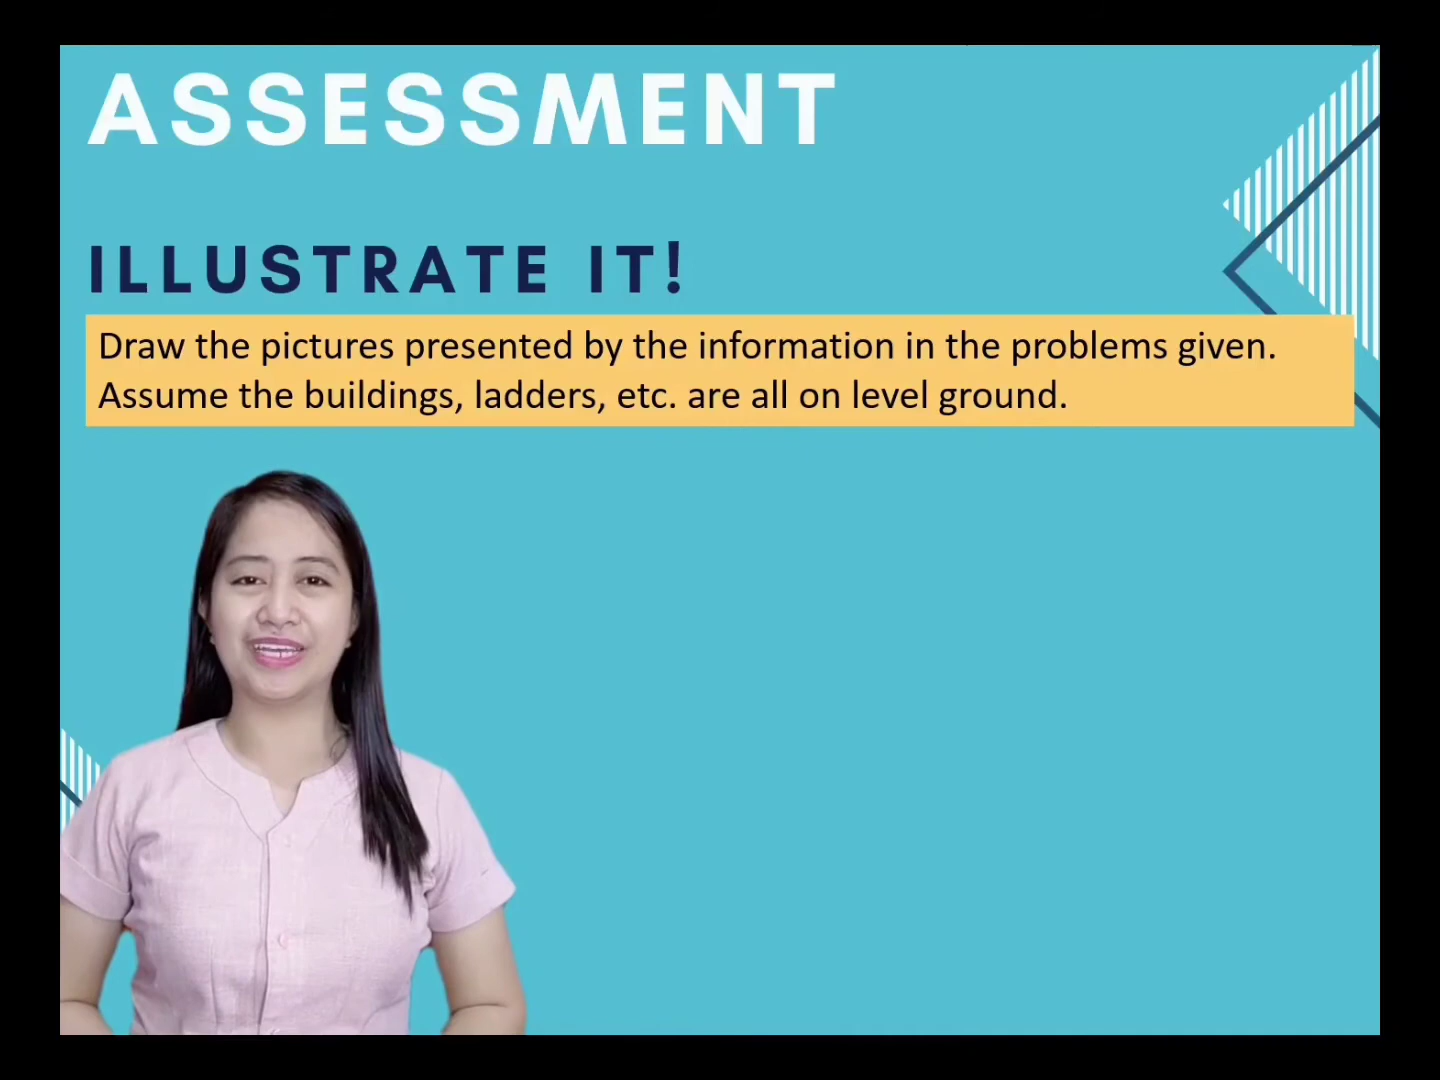 ASSESSMENT
ILLUSTRATE IT!
Draw the pictures presented by the information in the problems given.
Assume the buildings, ladders, etc. are all on level ground.